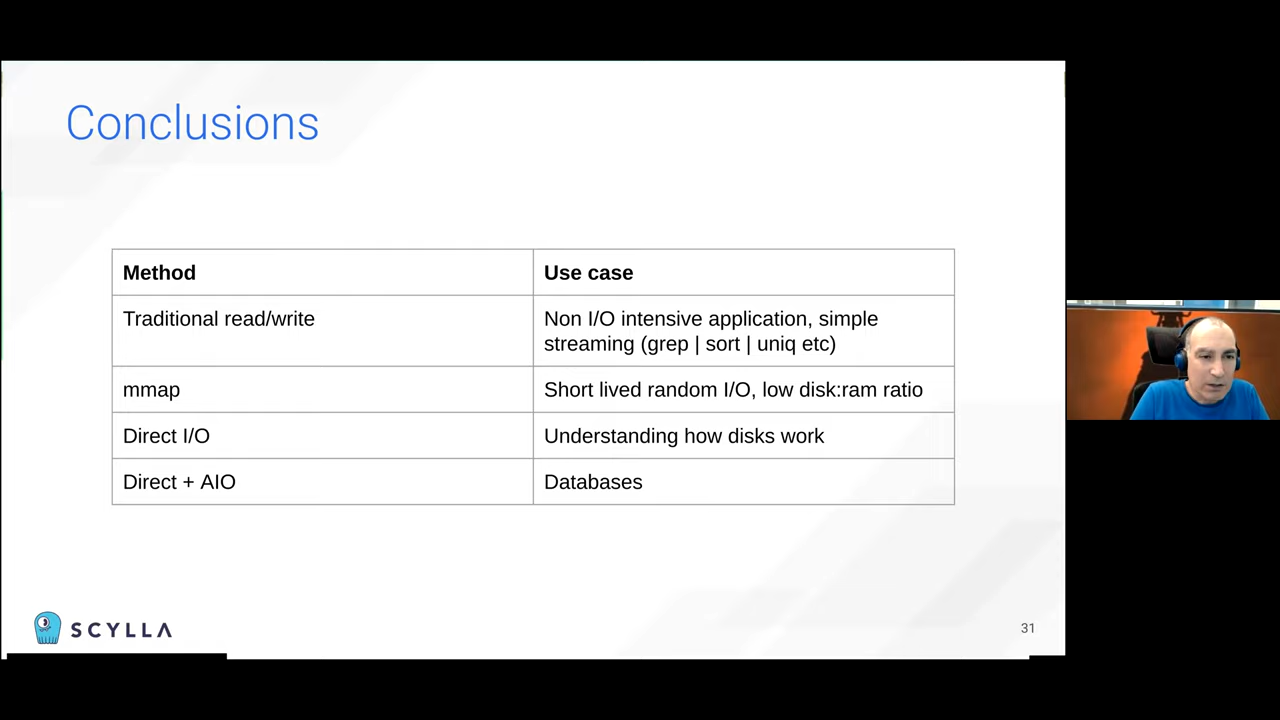 Conclusions
Method
Use case
Traditional read/write
Non I/O intensive application, simple
streaming (grep | sort | uniq etc)
mmap
Short lived random I/O, low disk:ram ratio
Direct I/O
Understanding how disks work
Direct + AIO
Databases
SCYLLA
31